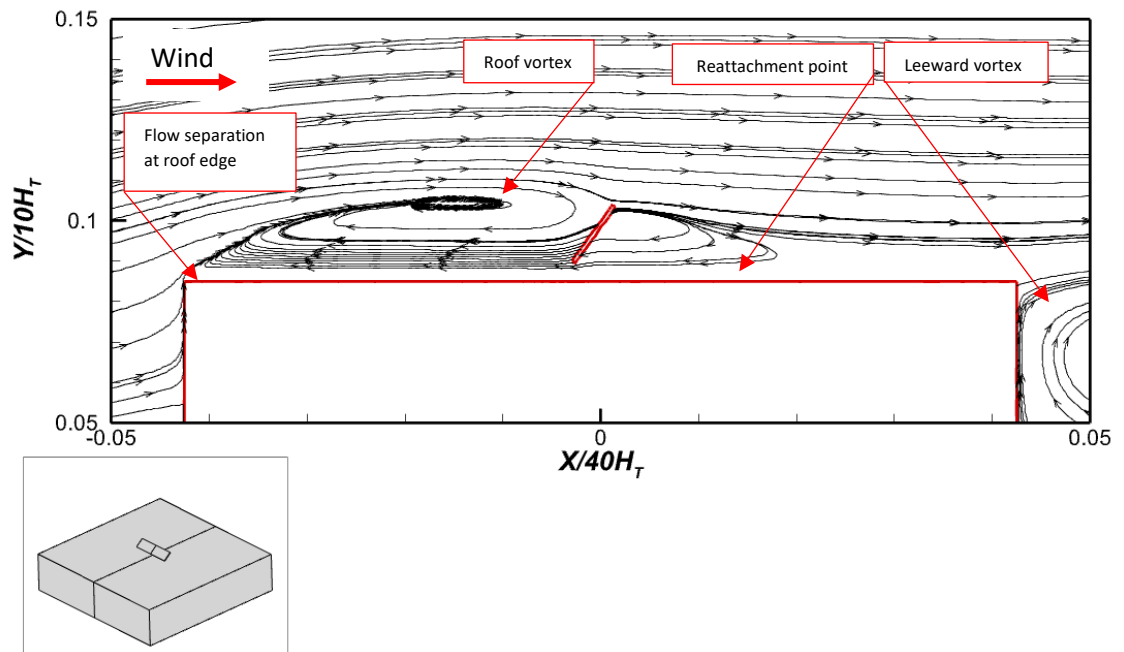 0.15
Wind
Roof vortex
Reattachment point
Leeward vortex
Flow separation
at roof edge
0.1
Y/10H_T
0.05
-0.05
0
0.05
X/40H_T